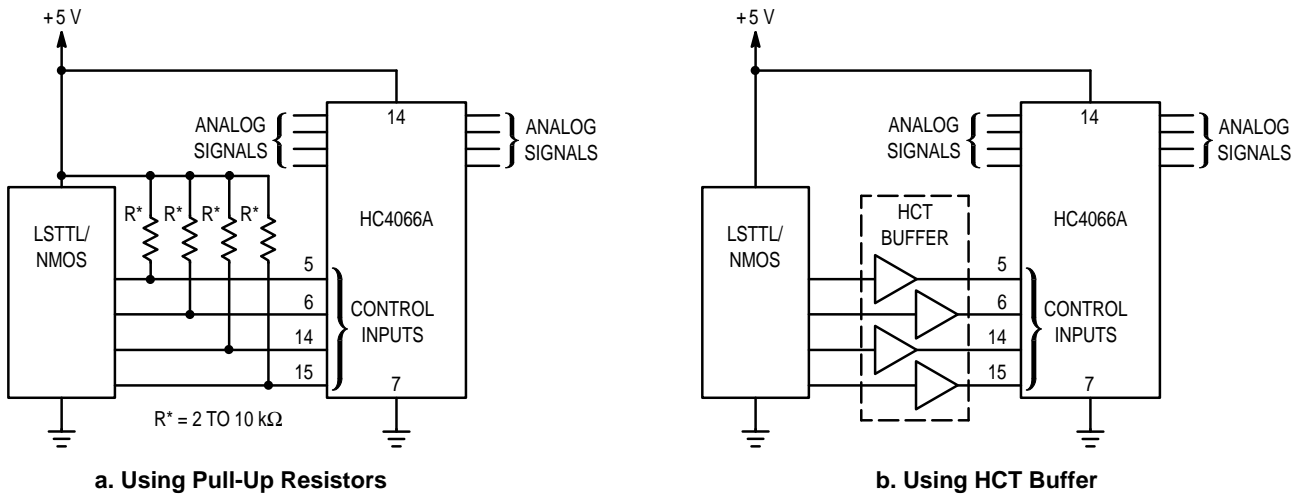 +5 V
14
ANALOG
SIGNALS
ANALOG
SIGNALS
R* R* R* R*
LSTTL/
NMOS
HC4066A
5
6
14
15
CONTROL
INPUTS
7
R* = 2 TO 10 kΩ
a. Using Pull-Up Resistors
+5 V
14
ANALOG
SIGNALS
ANALOG
SIGNALS
LSTTL/
NMOS
HCT
BUFFER
HC4066A
5
6
14
15
CONTROL
INPUTS
7
b. Using HCT Buffer